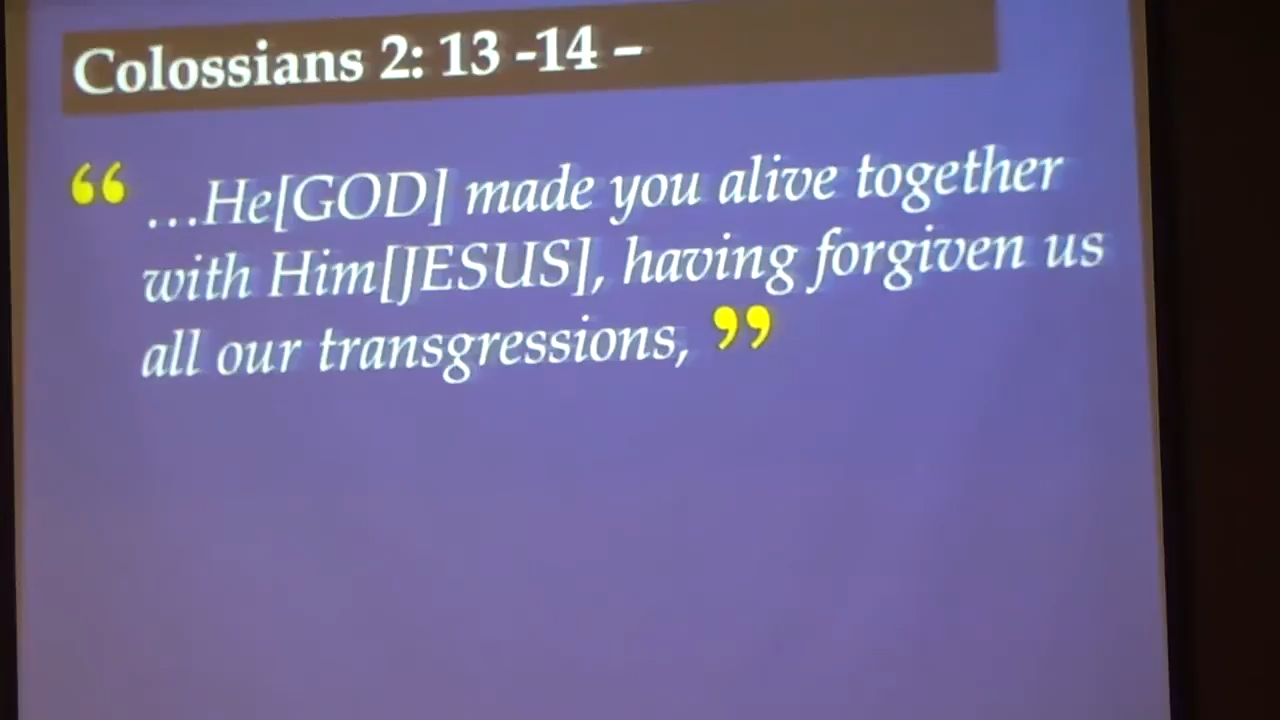 Colossians 2: 13 -14 –
“ ...He[GOD] made you alive together
with Him[JESUS], having forgiven us
all our transgressions, ”